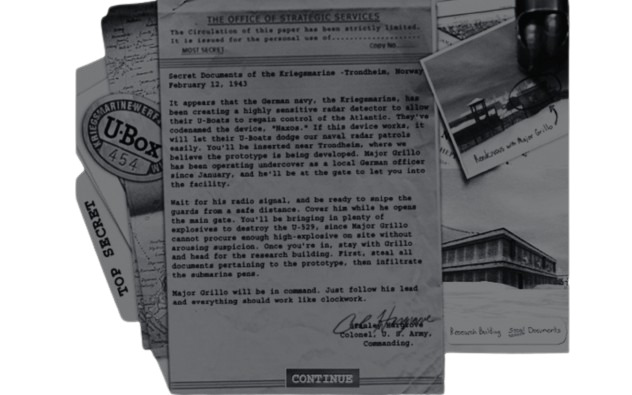 THE OFFICE OF STRATEGIC SERVICES
The Circulation of this paper has been strictly limited.
It is issued for the personal use of...................
MOST SECRET
Copy No.
Secret Documents of the Kriegsmarine -Trondheim, Norway
February 12, 1943
It appears that the German navy, the Kriegsmarine, has
been creating a highly sensitive radar detector to allow
their U-Boats to regain control of the Atlantic. They've
codenamed the device, "Naxos." If this device works, it
will let their U-Boats dodge our naval radar patrols
easily. You'll be inserted near Trondheim, where we
believe the prototype is being developed. Major Grillo
has been operating undercover as a local German officer
since January, and he'll be at the gate to let you into
the facility.
Wait for his radio signal, and be ready to snipe the
guards from a safe distance. Cover him while he opens
the main gate. You'll be bringing in plenty of
explosives to destroy the U-529, since Major Grillo
cannot procure enough high-explosive on site without
arousing suspicion. Once you're in, stay with Grillo
and head for the research building. First, steal all
documents pertaining to the prototype, then infiltrate
the submarine pens.
Major Grillo will be in command. Just follow his lead
and everything should work like clockwork.
Stanley Hargrove
Colonel, U. S. Army,
Commanding.
CONTINUE
U-Box
454
TOP SECRET
Rendezvous with Major Grillo
Research Building Steal Documents